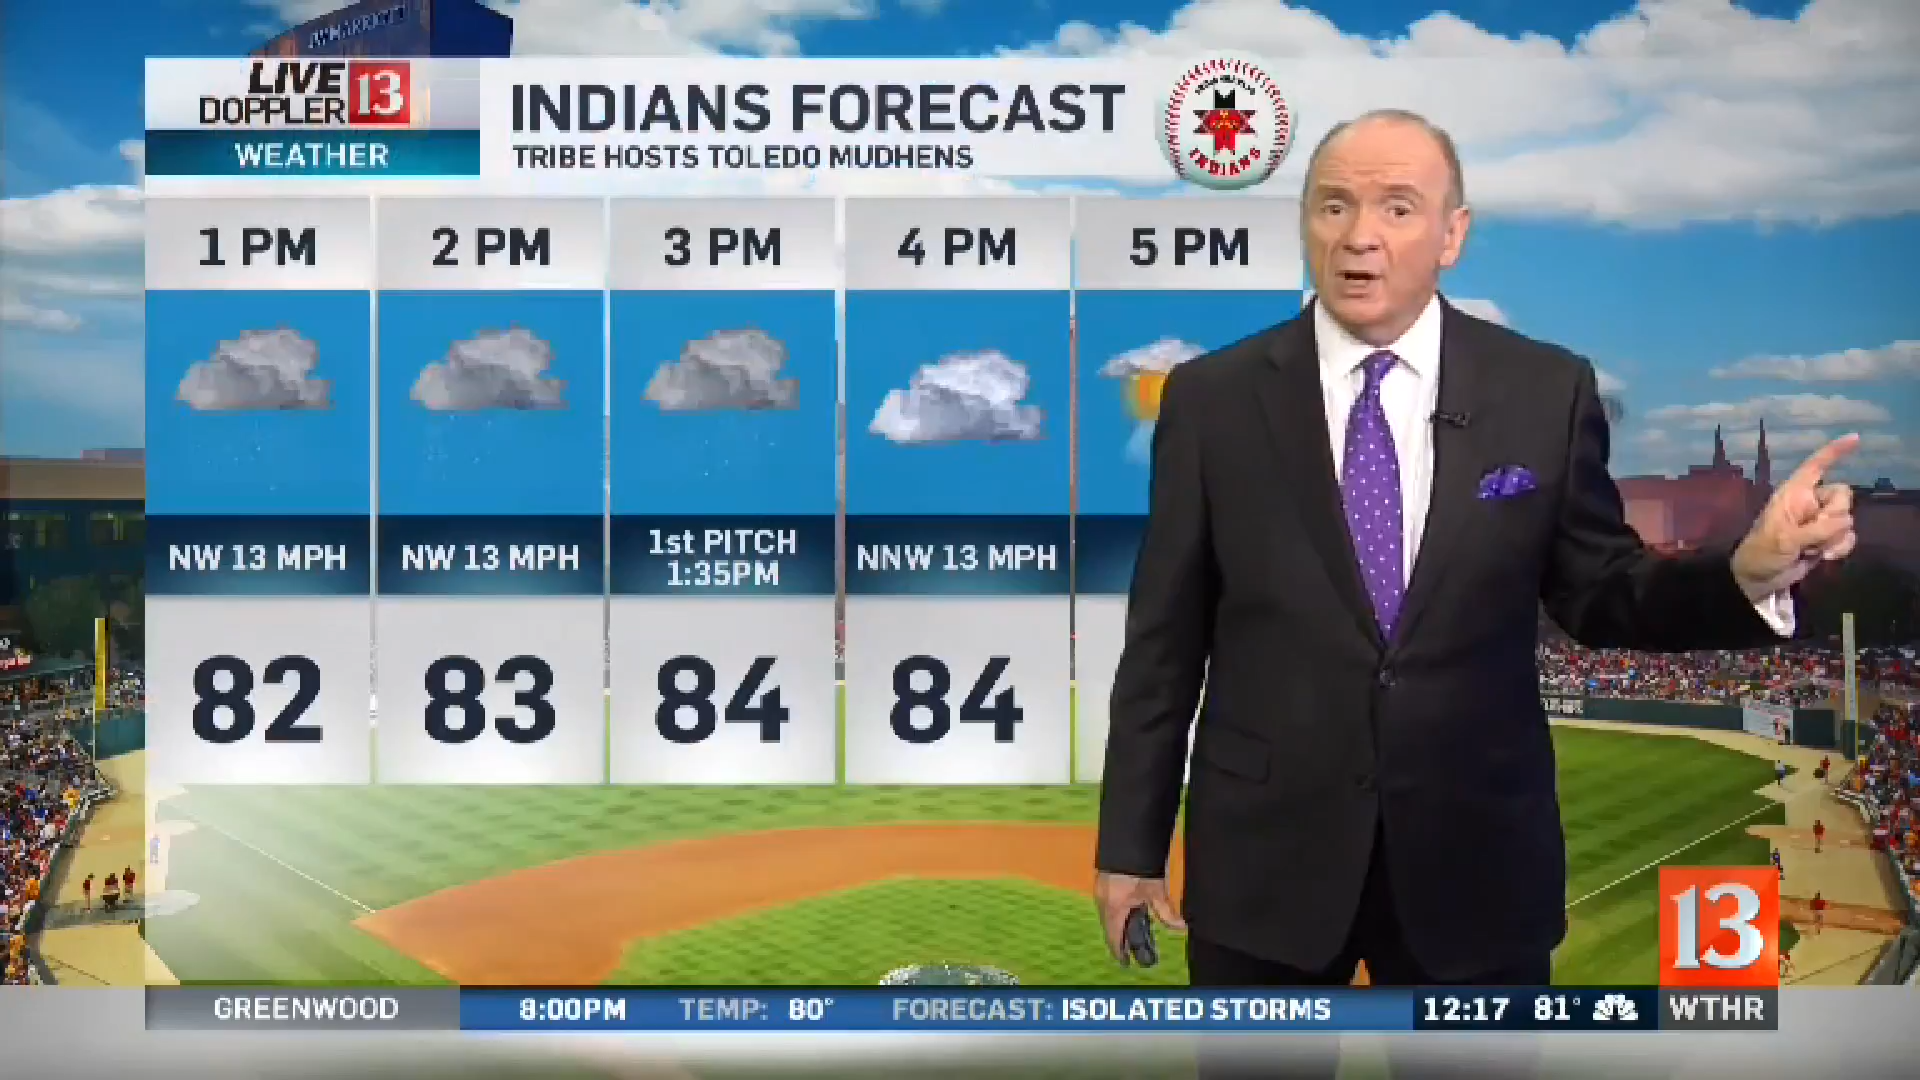 JW MARRIOTT
LIVE
DOPPLER 13
WEATHER
INDIANS FORECAST
TRIBE HOSTS TOLEDO MUDHENS
INDIANS
1 PM
2 PM
3 PM
4 PM
5 PM
NW 13 MPH
NW 13 MPH
1st PITCH
1:35PM
NNW 13 MPH
82
83
84
84
13
GREENWOOD
8:00PM
TEMP: 80°
FORECAST: ISOLATED STORMS
12:17
81°
WTHR